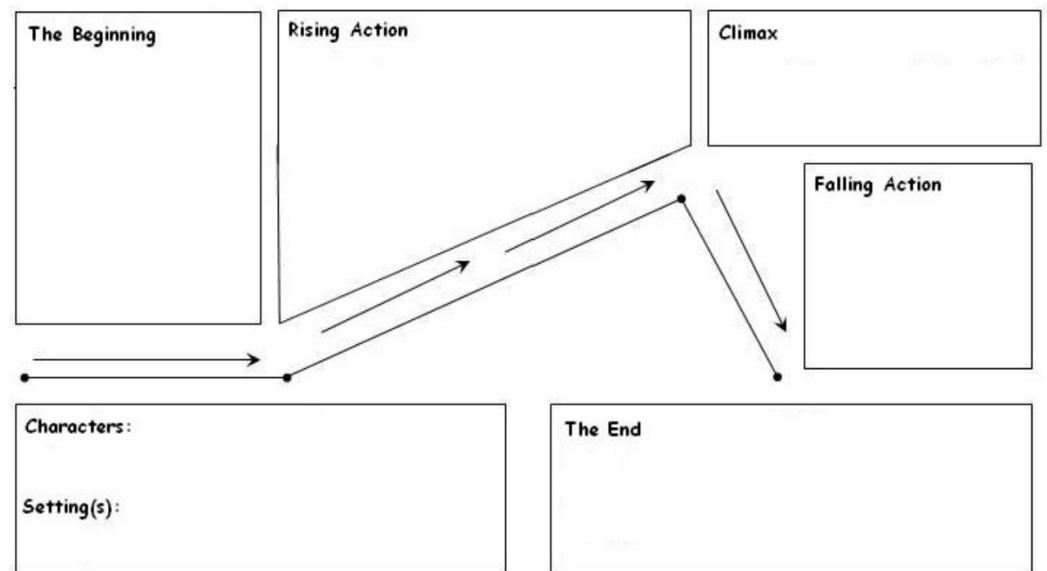 The Beginning
Rising Action
Climax
Falling Action
Characters:
Setting(s):
The End